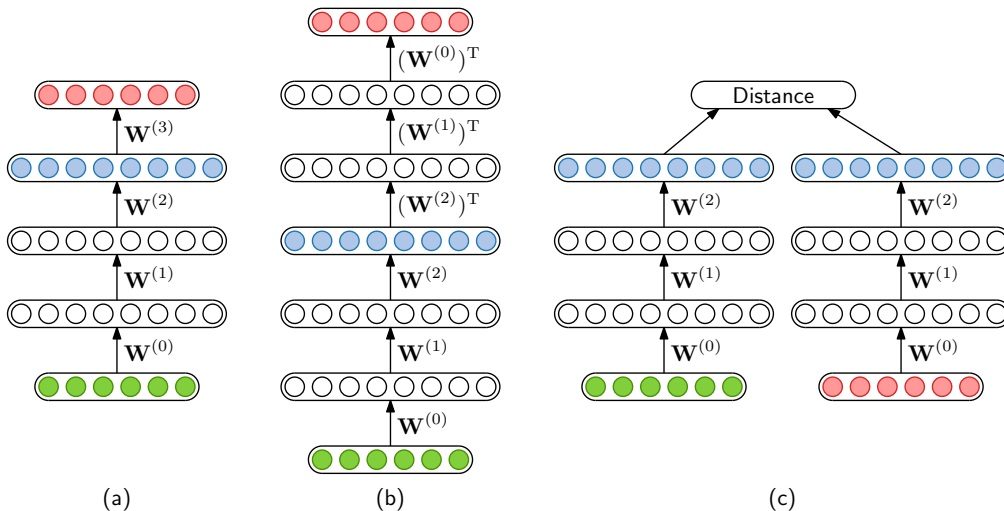 W^(3)
W^(2)
W^(1)
W^(0)
(a)
(W^(0))^T
(W^(1))^T
(W^(2))^T
W^(2)
W^(1)
W^(0)
(b)
Distance
W^(2) W^(2)
W^(1) W^(1)
W^(0) W^(0)
(c)